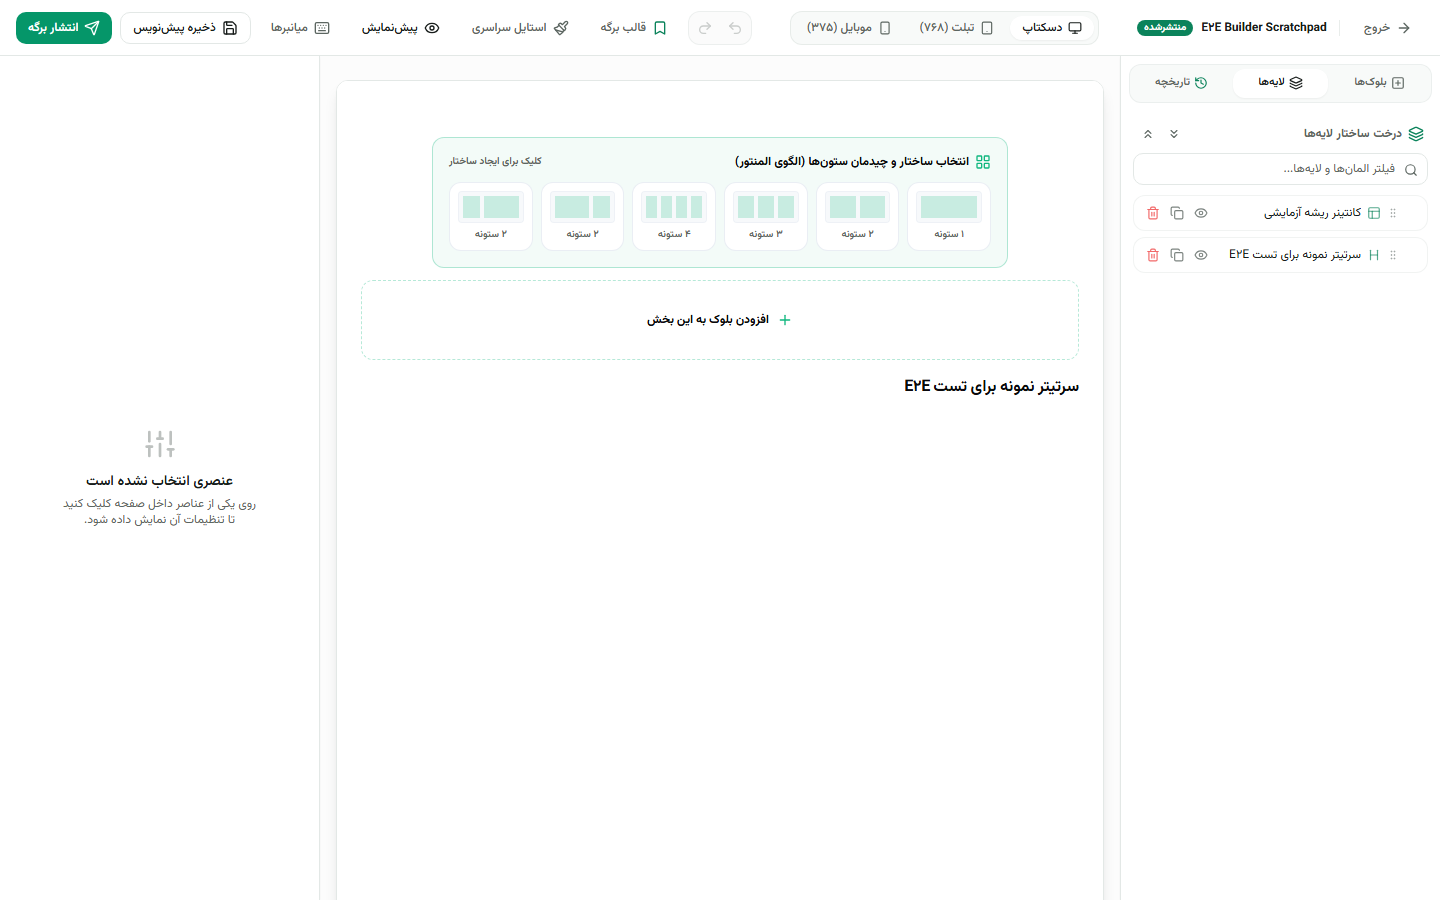 خروج
E۲E Builder Scratchpad
منتشرشده
دسکتاپ
تبلت (۷۶۸)
موبایل (۳۷۵)
قالب برگه
استایل سراسری
پیش‌نمایش
میانبرها
ذخیره پیش‌نویس
انتشار برگه
بلوک‌ها
لایه‌ها
تاریخچه
درخت ساختار لایه‌ها
فیلتر المان‌ها و لایه‌ها...
کانتینر ریشه آزمایشی
سرتیتر نمونه برای تست E۲E
انتخاب ساختار و چیدمان ستون‌ها (الگوی المنتور)
کلیک برای ایجاد ساختار
۱ ستونه
۲ ستونه
۳ ستونه
۴ ستونه
۲ ستونه
۲ ستونه
افزودن بلوک به این بخش
سرتیتر نمونه برای تست E۲E
عنصری انتخاب نشده است
روی یکی از عناصر داخل صفحه کلیک کنید
تا تنظیمات آن نمایش داده شود.